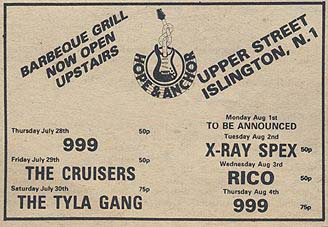 BARBEQUE GRILL
NOW OPEN
UPSTAIRS
HOPE & ANCHOR
UPPER STREET
ISLINGTON, N.1
Thursday July 28th 50p
999
Friday July 29th 50p
THE CRUISERS
Saturday July 30th 75p
THE TYLA GANG
Monday Aug 1st
TO BE ANNOUNCED
Tuesday Aug 2nd
X-RAY SPEX 50p
Wednesday Aug 3rd
RICO 50p
Thursday Aug 4th
999 75p